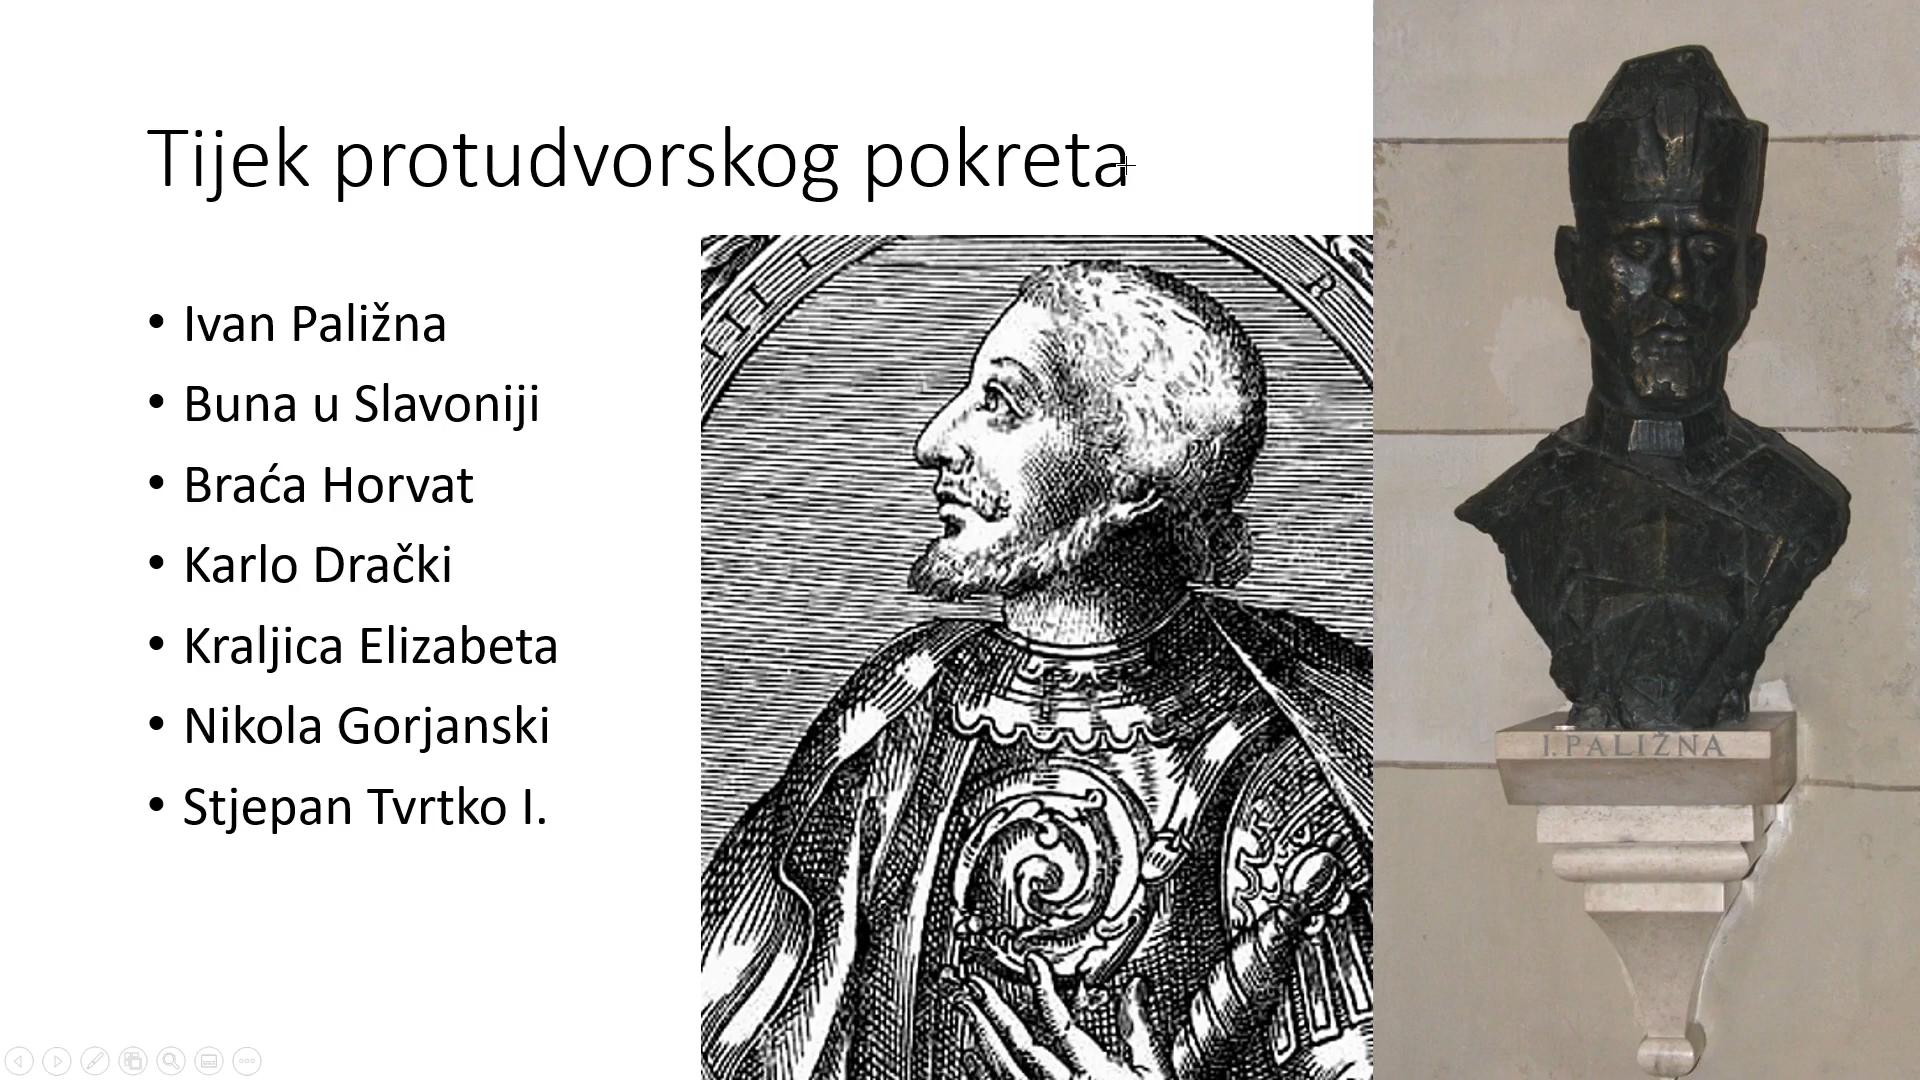 Tijek protudvorskog pokreta
• Ivan Paližna
• Buna u Slavoniji
• Braća Horvat
• Karlo Drački
• Kraljica Elizabeta
• Nikola Gorjanski
• Stjepan Tvrtko I.
I. PALIŽNA